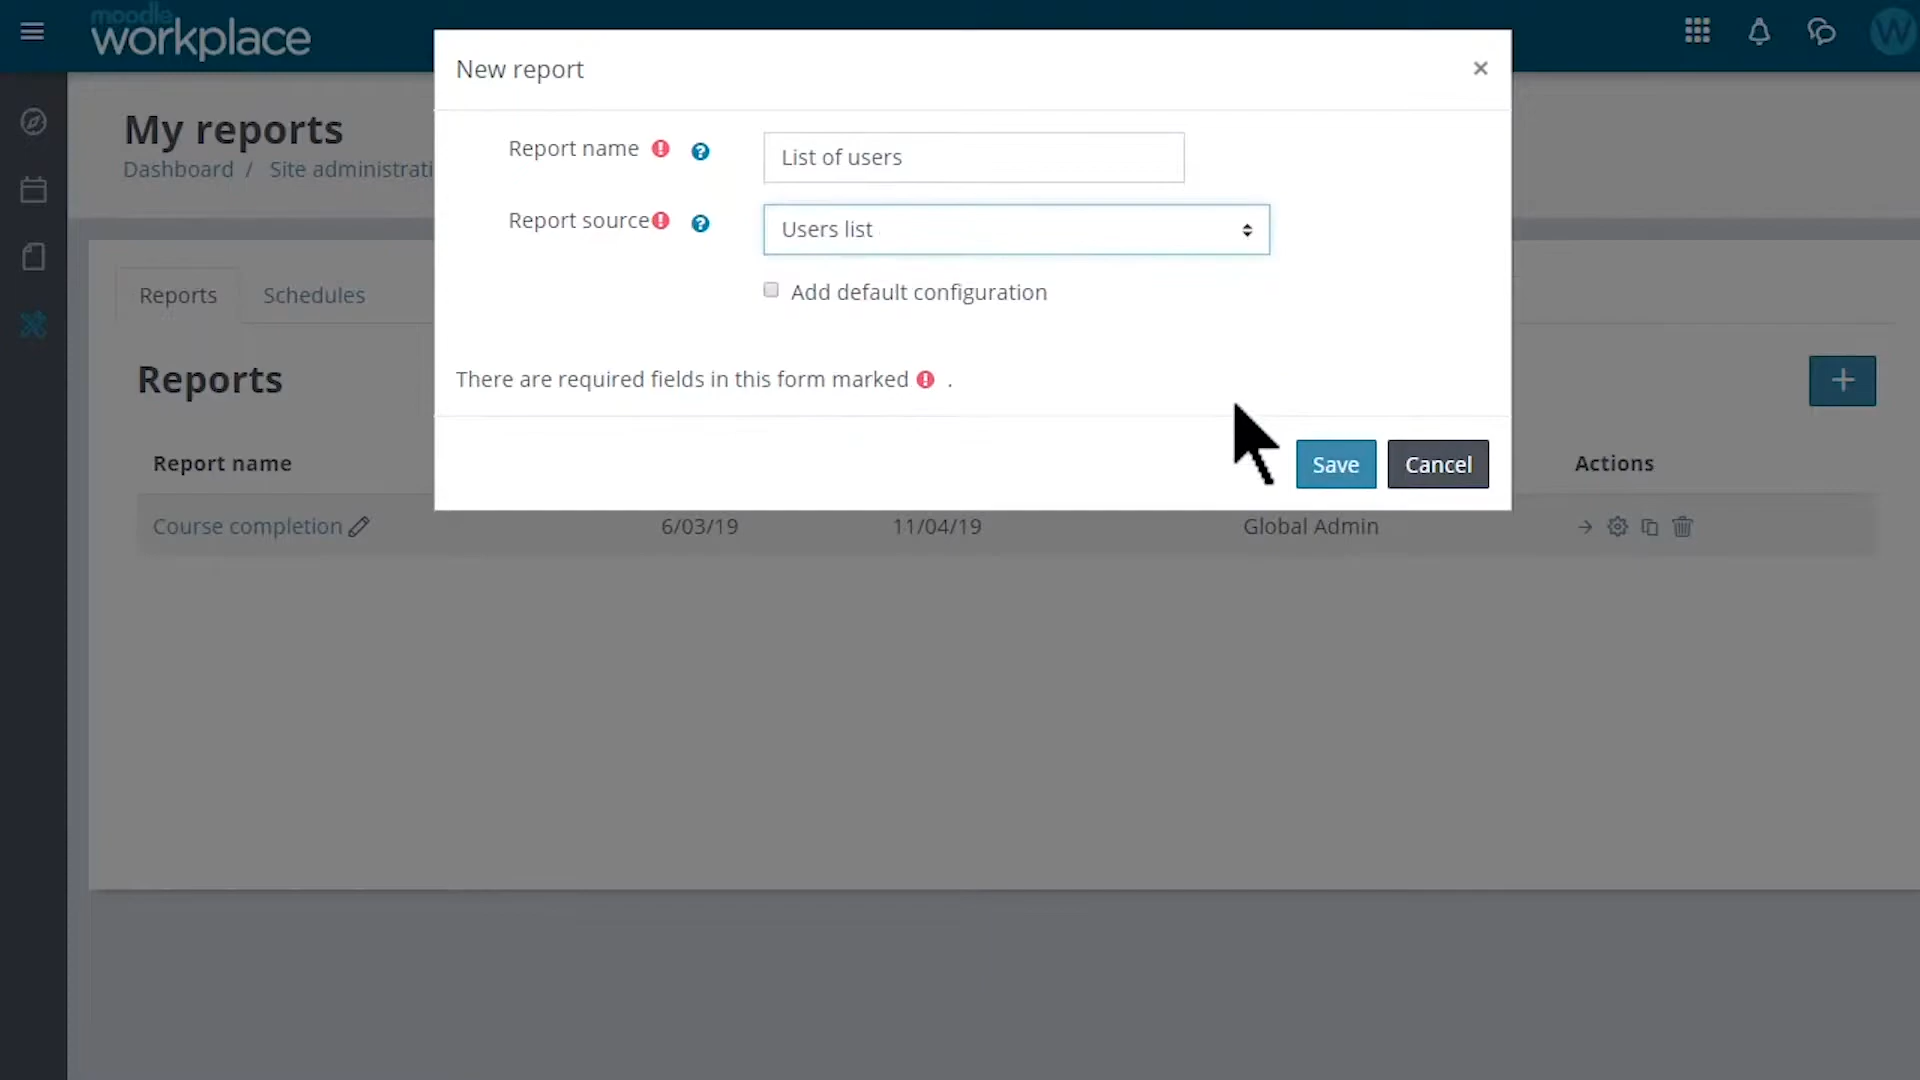 moodle
workplace
W
New report
×
My reports
Dashboard / Site administrati
Report name
List of users
Report source
Users list
Add default configuration
Reports
Schedules
There are required fields in this form marked .
Reports
+
Save
Cancel
Report name
Actions
Course completion
6/03/19
11/04/19
Global Admin